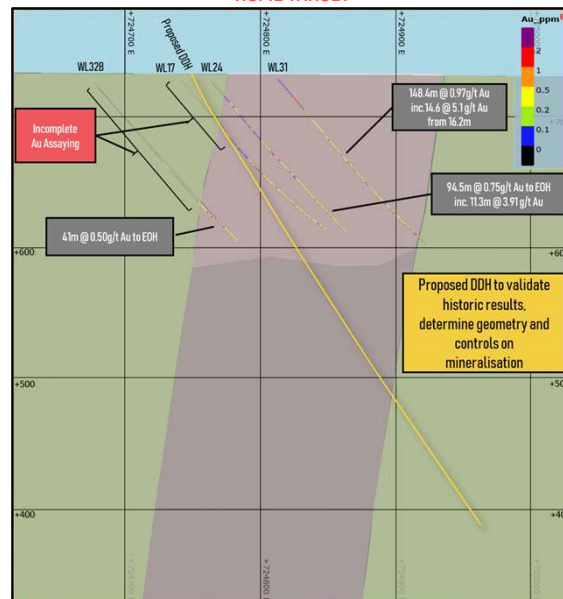 Au_ppm
2
1
0.5
0.2
0.1
0
+724700 E
+724800 E
+724900 E
Proposed DDH
WL32B
WL17
WL24
WL31
148.4m @ 0.97g/t Au
inc.14.6 @ 5.1 g/t Au
from 16.2m
Incomplete
Au Assaying
94.5m @ 0.75g/t Au to EOH
inc. 11.3m @ 3.91 g/t Au
41m @ 0.50g/t Au to EOH
+600
Proposed DDH to validate
historic results,
determine geometry and
controls on
mineralisation
+500
+400
+724800 E